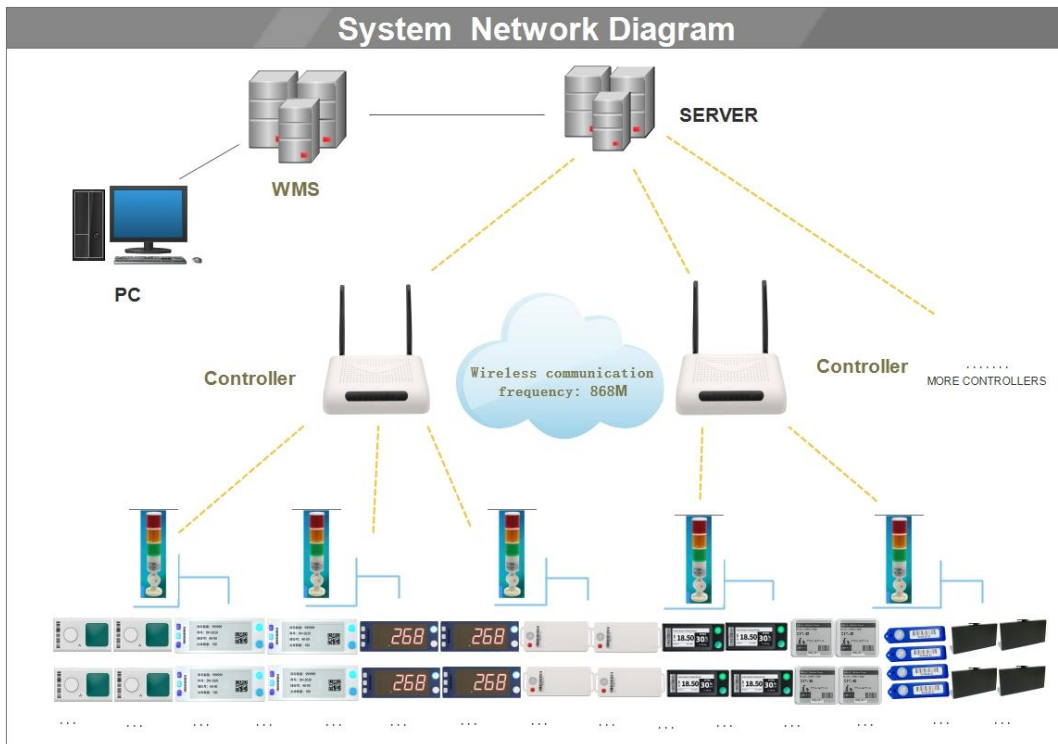 System Network Diagram
SERVER
WMS
PC
Controller
Wireless communication
frequency: 868M
Controller
.......
MORE CONTROLLERS
268
268
18.50 30
18.50 30
268
268
18.50 30
18.50 30
... ... ... ... ... ... ... ... ... ... ... ... ...